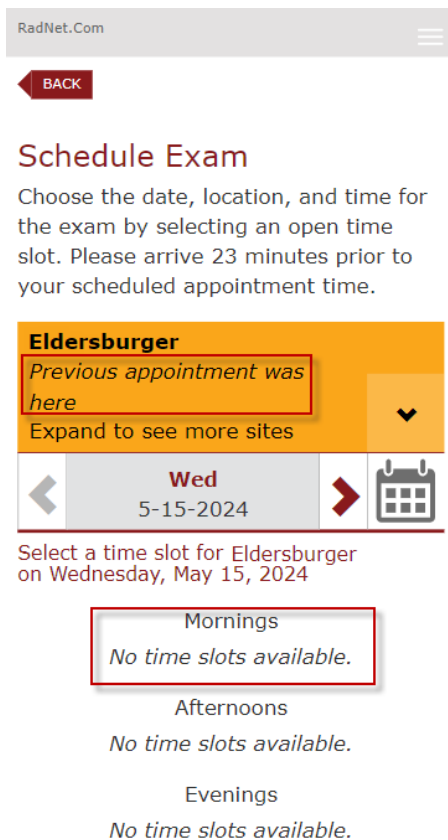 RadNet.Com
BACK
Schedule Exam
Choose the date, location, and time for
the exam by selecting an open time
slot. Please arrive 23 minutes prior to
your scheduled appointment time.
Eldersburger
Previous appointment was
here
Expand to see more sites
Wed
5-15-2024
Select a time slot for Eldersburger
on Wednesday, May 15, 2024
Mornings
No time slots available.
Afternoons
No time slots available.
Evenings
No time slots available.